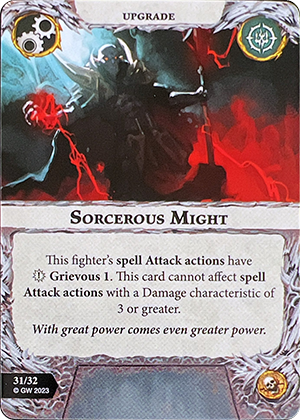 UPGRADE
SORCEROUS MIGHT
This fighter's spell Attack actions have
Grievous 1. This card cannot affect spell
Attack actions with a Damage characteristic of
3 or greater.
With great power comes even greater power.
31/32
© GW 2023